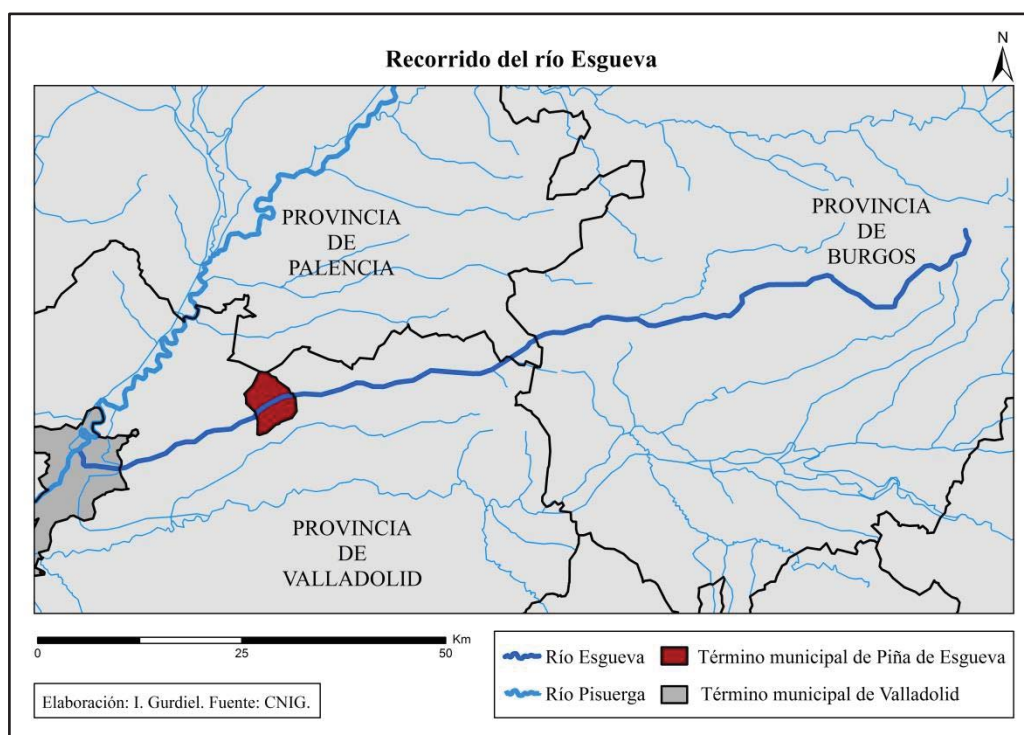 Recorrido del río Esgueva
N
PROVINCIA
DE
PALENCIA
PROVINCIA
DE
BURGOS
PROVINCIA
DE
VALLADOLID
Km
0 25 50
Río Esgueva
Término municipal de Piña de Esgueva
Río Pisuerga
Término municipal de Valladolid
Elaboración: I. Gurdiel. Fuente: CNIG.